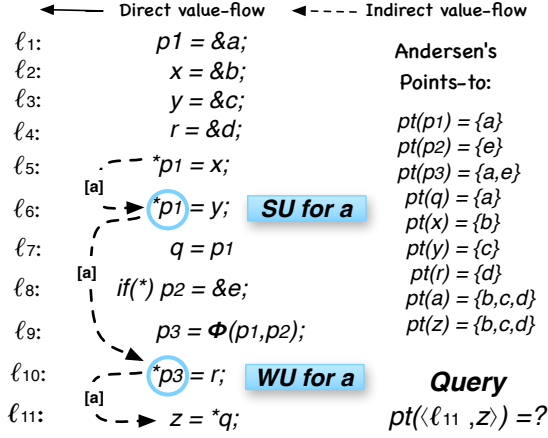 Direct value-flow Indirect value-flow
ℓ1: p1 = &a;
ℓ2: x = &b;
ℓ3: y = &c;
ℓ4: r = &d;
ℓ5: *p1 = x;
[a]
ℓ6: *p1 = y; SU for a
ℓ7: q = p1
[a]
ℓ8: if(*) p2 = &e;
ℓ9: p3 = Φ(p1,p2);
ℓ10: *p3 = r; WU for a
[a]
ℓ11: z = *q;
Andersen's
Points-to:
pt(p1) = {a}
pt(p2) = {e}
pt(p3) = {a,e}
pt(q) = {a}
pt(x) = {b}
pt(y) = {c}
pt(r) = {d}
pt(a) = {b,c,d}
pt(z) = {b,c,d}
Query
pt(⟨ℓ11 ,z⟩) =?